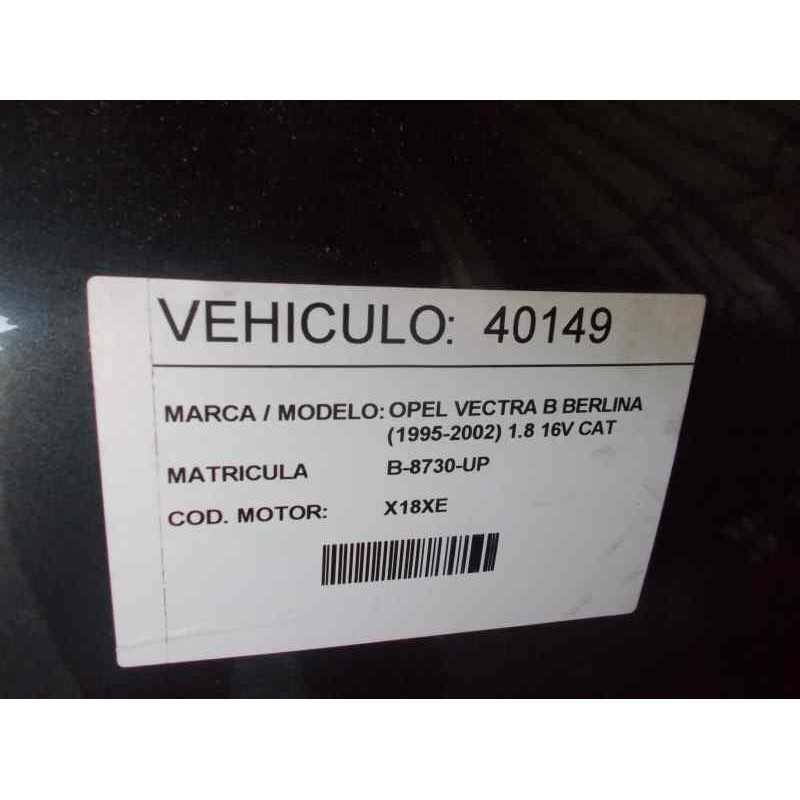 VEHICULO: 40149
MARCA / MODELO: OPEL VECTRA B BERLINA
(1995-2002) 1.8 16V CAT
MATRICULA B-8730-UP
COD. MOTOR: X18XE